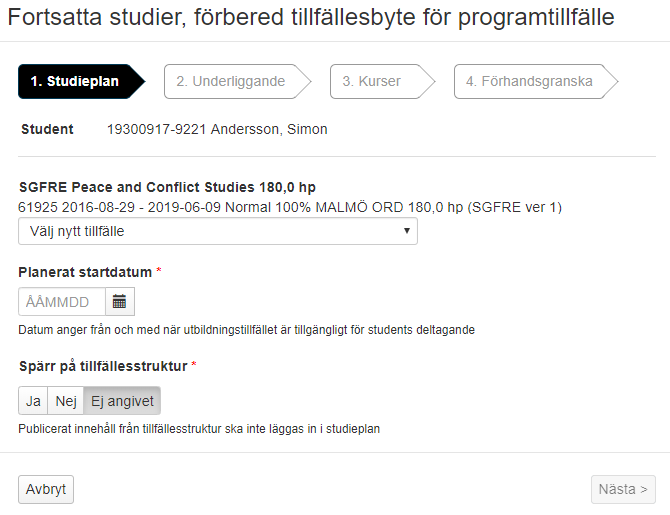 Fortsatta studier, förbered tillfällesbyte för programtillfälle
1. Studieplan
2. Underliggande
3. Kurser
4. Förhandsgranska
Student 19300917-9221 Andersson, Simon
SGFRE Peace and Conflict Studies 180,0 hp
61925 2016-08-29 - 2019-06-09 Normal 100% MALMÖ ORD 180,0 hp (SGFRE ver 1)
Välj nytt tillfälle
Planerat startdatum *
ÅÅMMDD
Datum anger från och med när utbildningstillfället är tillgängligt för students deltagande
Spärr på tillfällesstruktur *
Ja Nej Ej angivet
Publicerat innehåll från tillfällesstruktur ska inte läggas in i studieplan
Avbryt Nästa >